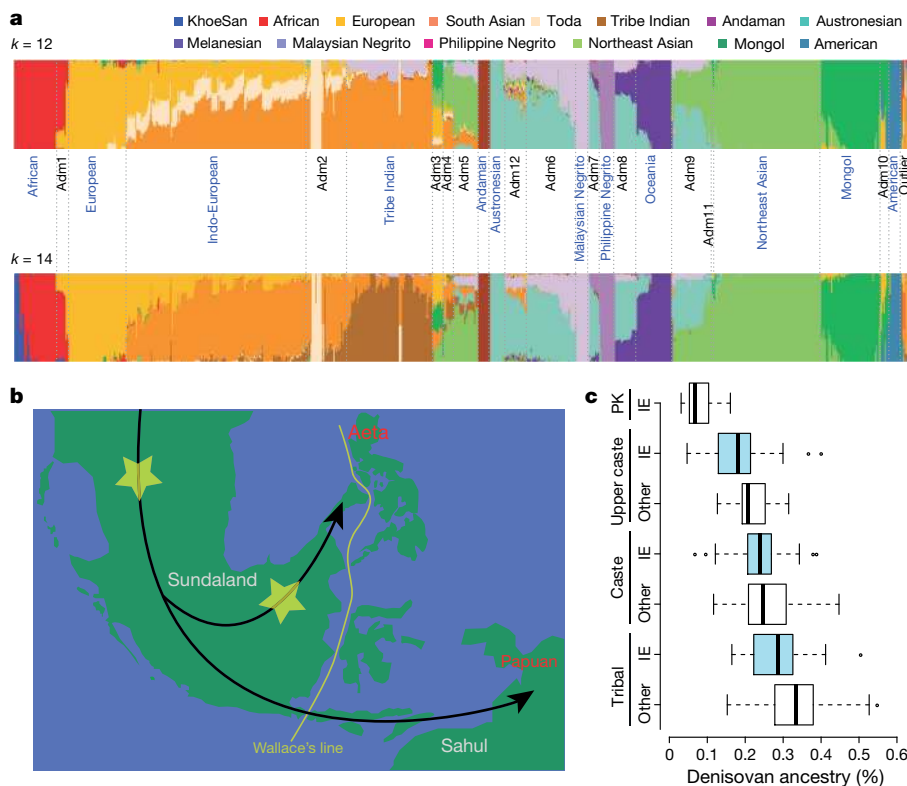 a
KhoeSan African European South Asian Toda Tribe Indian Andaman Austronesian
Melanesian Malaysian Negrito Philippine Negrito Northeast Asian Mongol American
k = 12
African
Adm1
European
Indo-European
Adm2
Tribe Indian
Adm3
Adm4
Adm5
Andaman
Austronesian
Adm12
Adm6
Malaysian Negrito
Adm7
Philippine Negrito
Adm8
Oceania
Adm9
Adm11
Northeast Asian
Mongol
Adm10
American
Outlier
k = 14
b
Aeta
Sundaland
Papuan
Wallace's line
Sahul
c
PK
IE
Upper caste
IE
Other
Caste
IE
Other
Tribal
IE
Other
0 0.1 0.2 0.3 0.4 0.5 0.6
Denisovan ancestry (%)